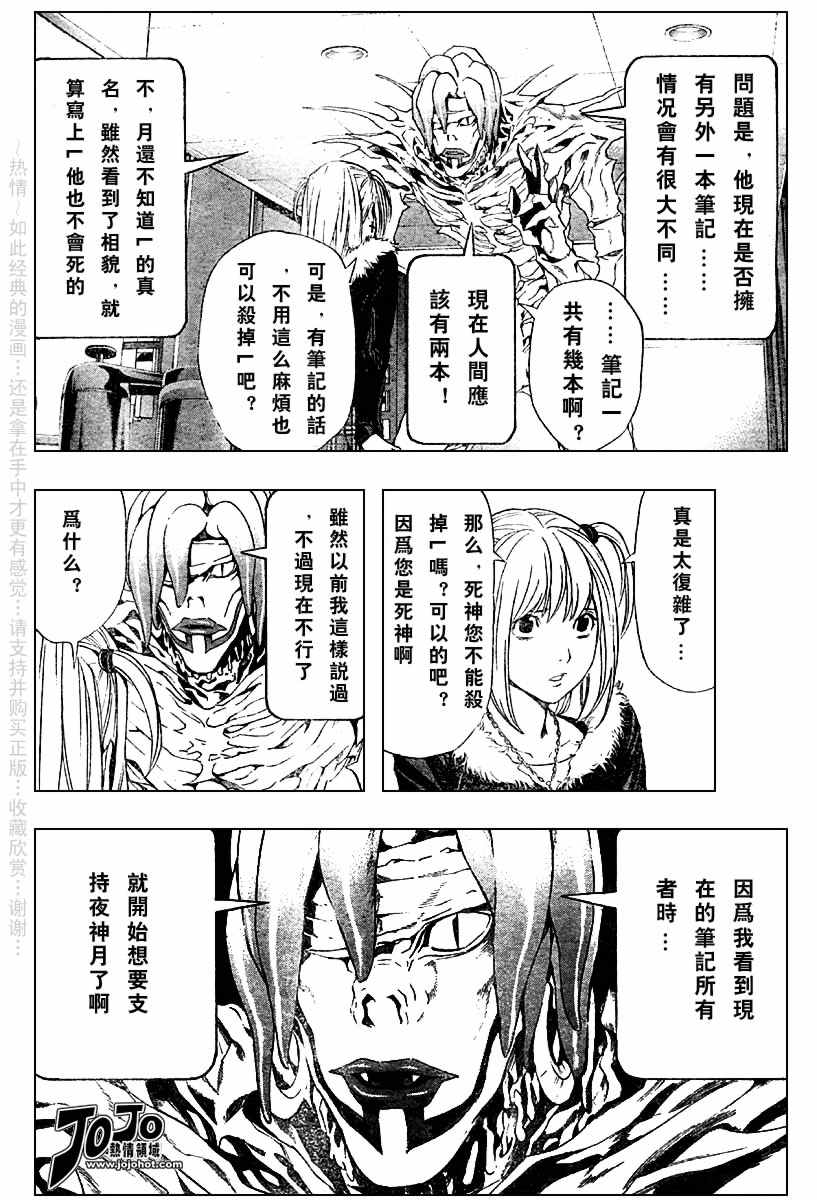 問題是，他現在是否擁
有另外一本筆記……
情況會有很大不同……
……筆記一
共有幾本啊？
現在人間應
該有兩本！
可是，有筆記的話
，不用這么麻煩也
可以殺掉L吧？
不，月還不知道L的真
名，雖然看到了相貌，就
算寫上L他也不會死的
真是太復雜了…
那么，死神您不能殺
掉L嗎？可以的吧？
因爲您是死神啊
雖然以前我這樣説過
，不過現在不行了
爲什么？
因爲我看到現
在的筆記所有
者時…
就開始想要支
持夜神月了啊
~热情~如此经典的漫画…还是拿在手中才更有感觉…请支持并购买正版…收藏欣赏…谢谢…
JOJO
熱情領域
www.jojohot.com